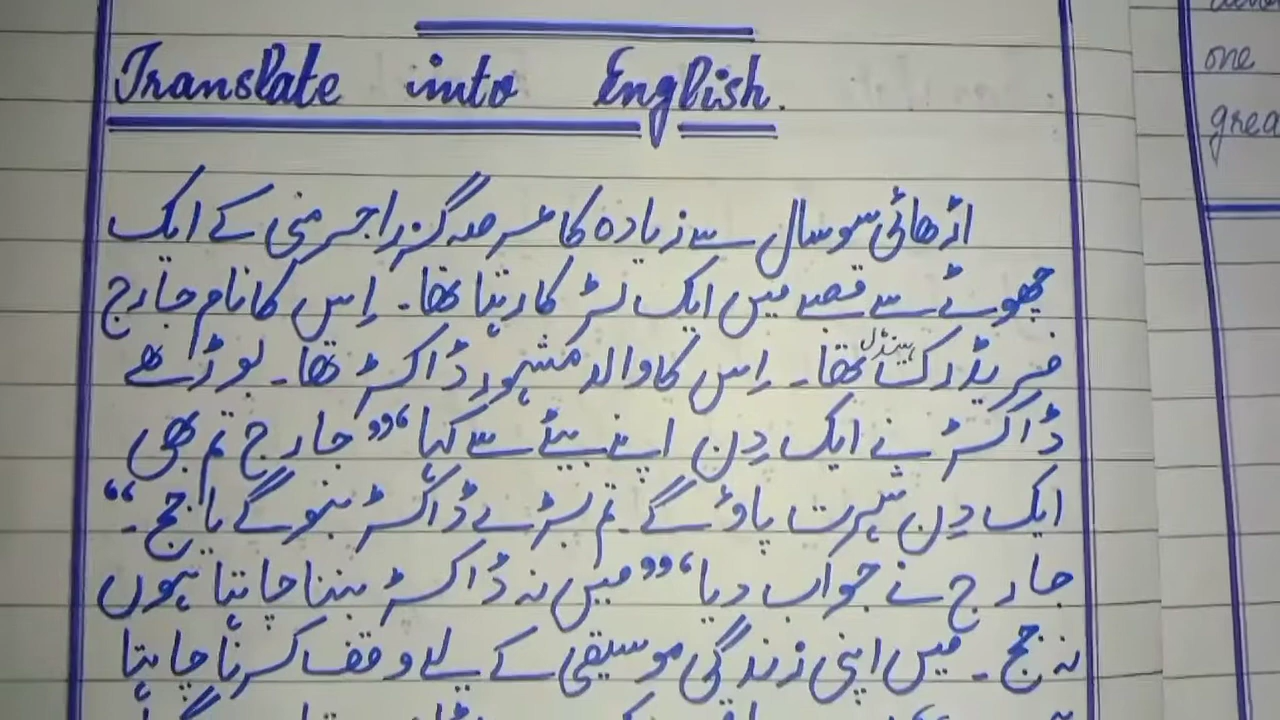 Translate into English.
اڑھائی سو سال سے زیادہ کا عرصہ گزرا جرمنی کے ایک
چھوٹے سے قصبے میں ایک لڑکا رہتا تھا۔ اِس کا نام جارج
فریڈرک ہینڈل تھا۔ اِس کا والد مشہور ڈاکٹر تھا۔ بوڑھے
ڈاکٹر نے ایک دِن اپنے بیٹے سے کہا، ”جارج تم بھی
ایک دِن شہرت پاؤ گے۔ تم بڑے ڈاکٹر بنو گے یا جج۔“
جارج نے جواب دیا، ”میں نہ ڈاکٹر بننا چاہتا ہوں
نہ جج۔ میں اپنی زندگی موسیقی کے لیے وقف کرنا چاہتا
one
grea